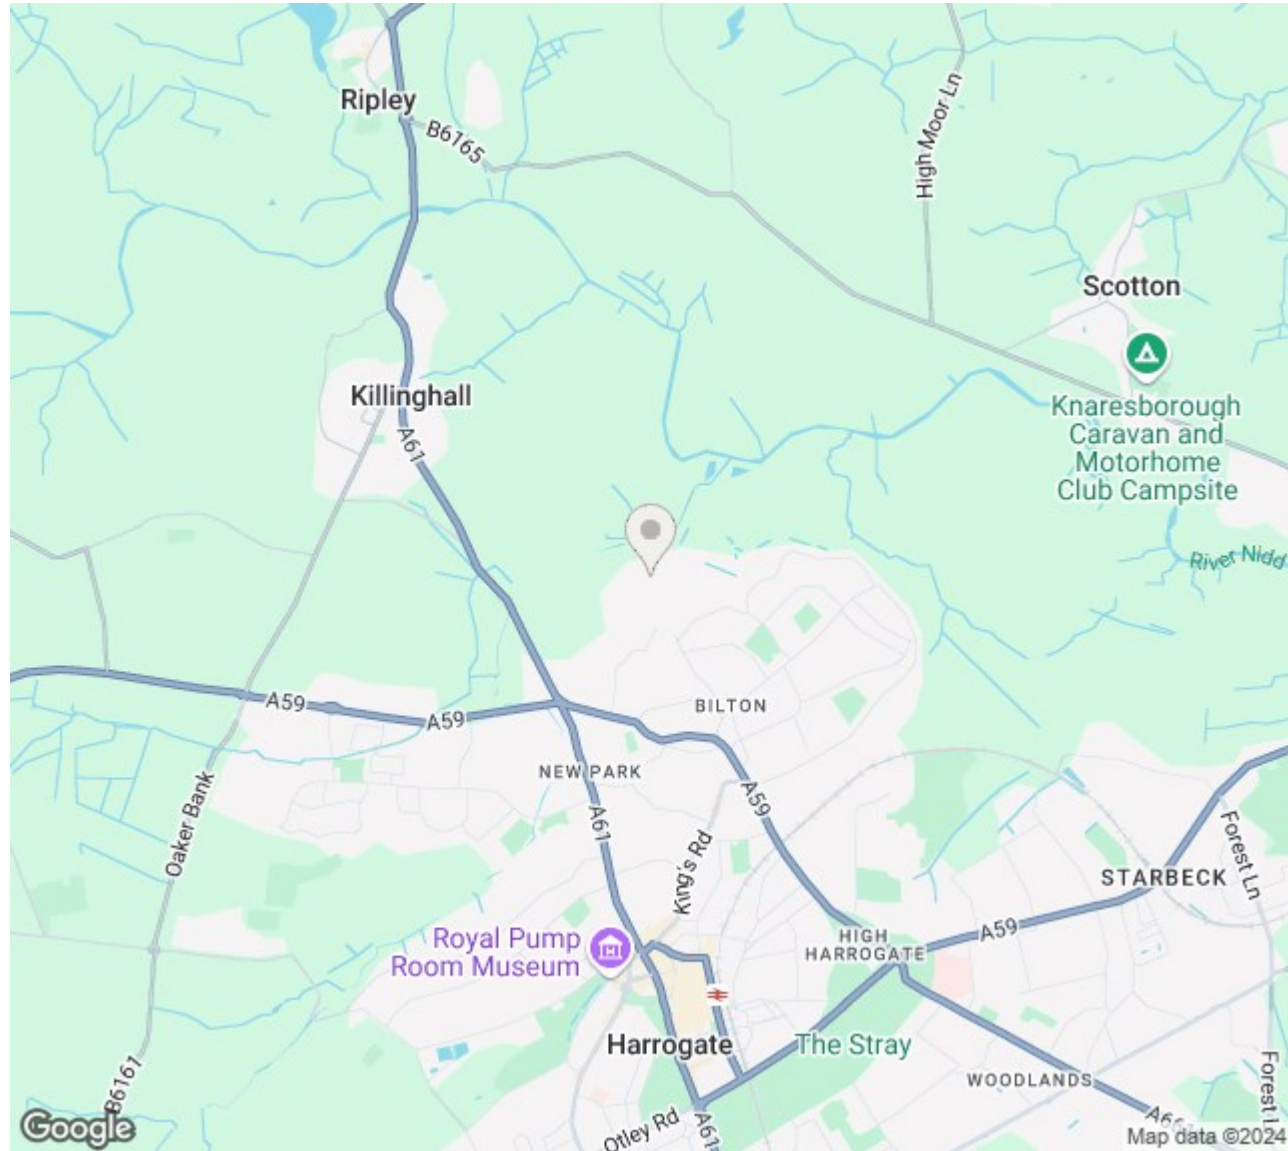 Ripley
B6165
High Moor Ln
Scotton
Killinghall
A61
Knaresborough
Caravan and
Motorhome
Club Campsite
River Nidd
A59
A59
BILTON
NEW PARK
A59
A61
Oaker Bank
King's Rd
Forest Ln
STARBECK
A59
HIGH
HARROGATE
Royal Pump
Room Museum
Harrogate
The Stray
WOODLANDS
B6161
Otley Rd
A61
A661
Forest L
Google
Map data ©2024